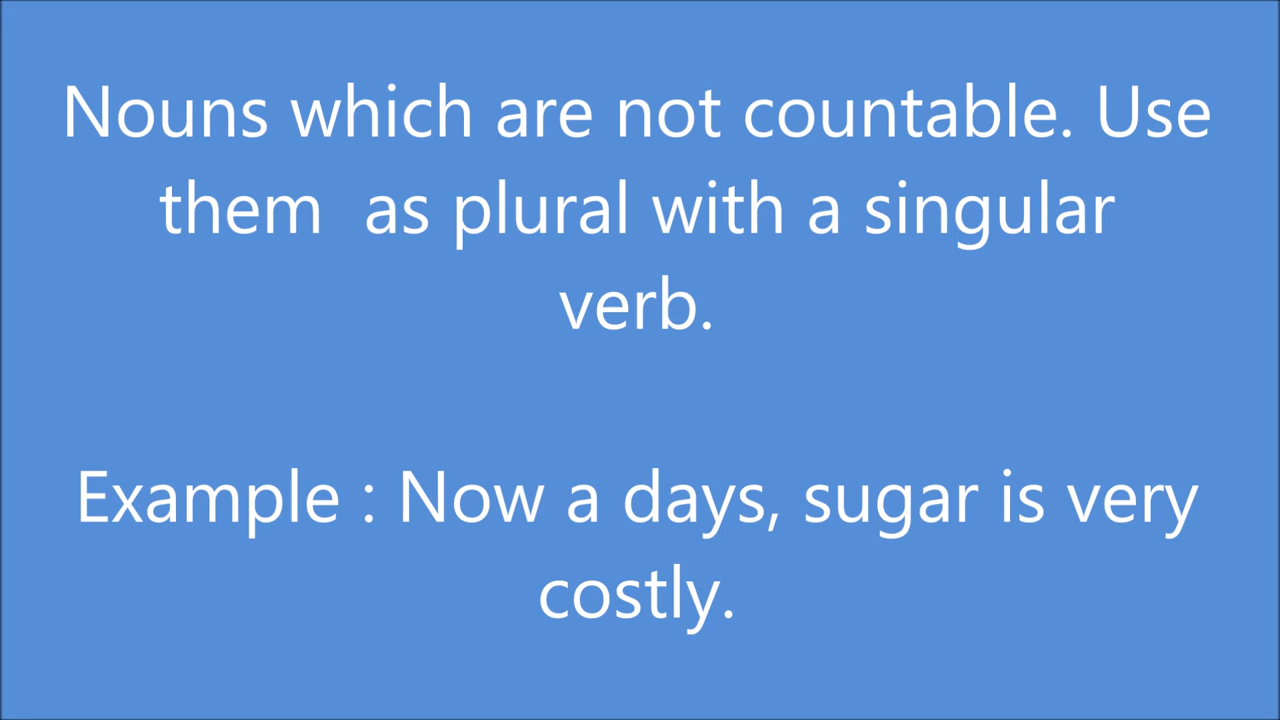 Nouns which are not countable. Use
them  as plural with a singular
verb.
Example : Now a days, sugar is very
costly.